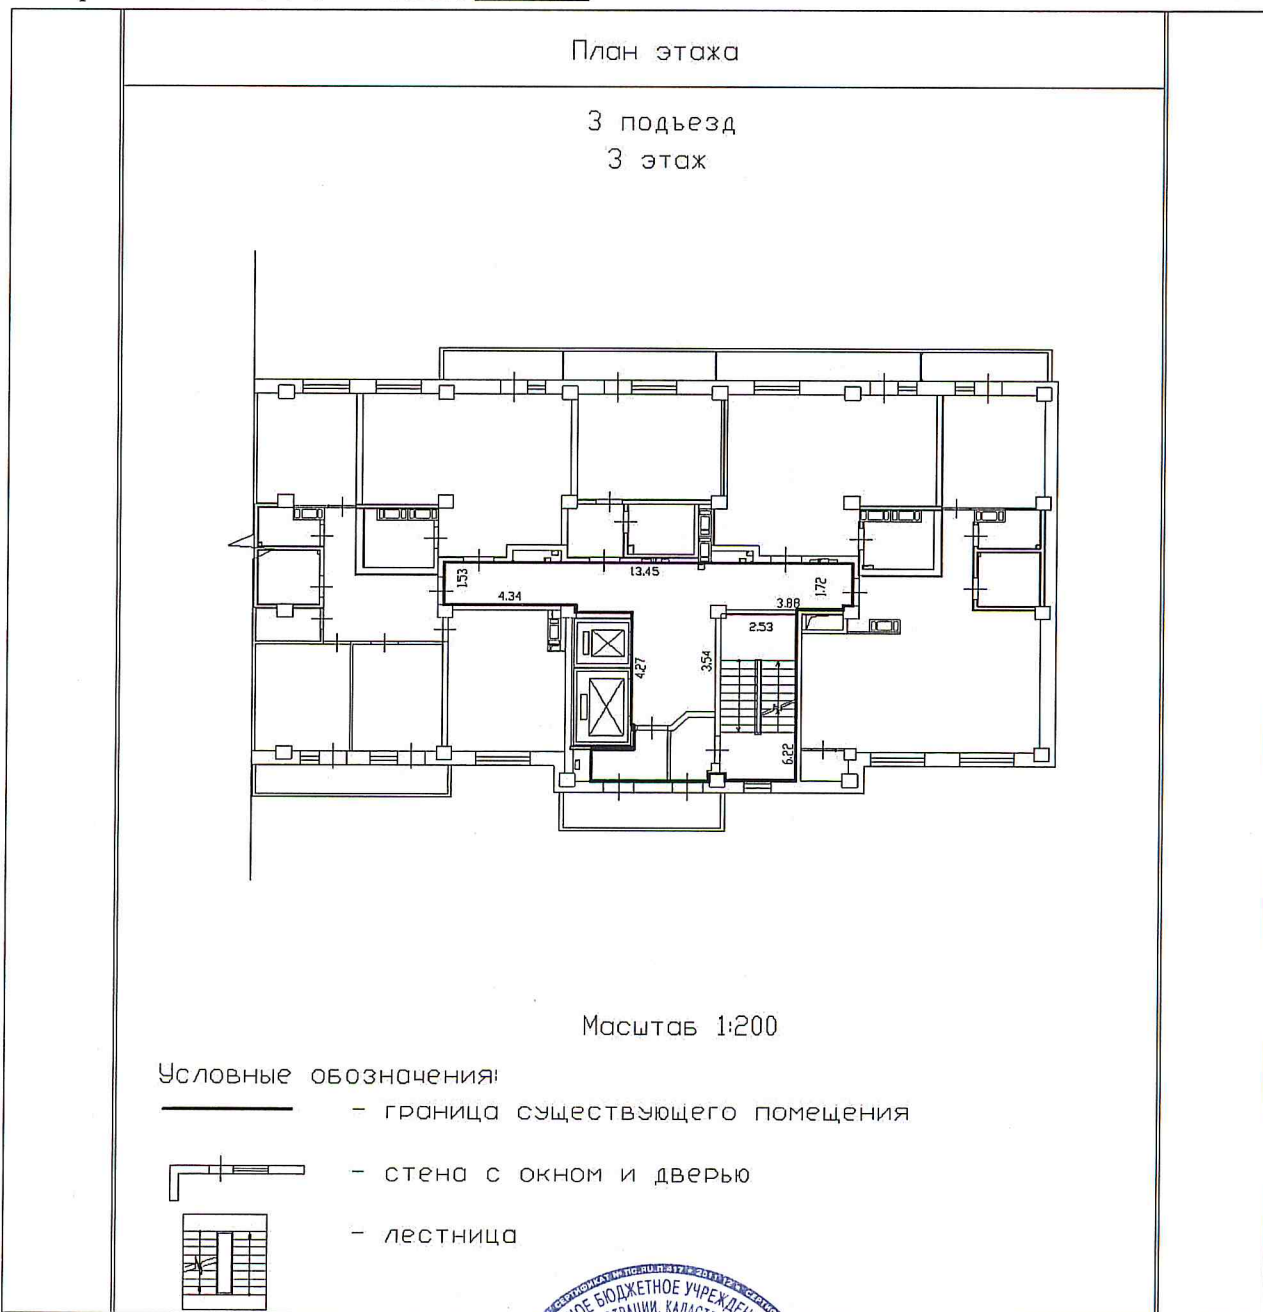 План этажа
3 подъезд
3 этаж
1.53
13.45
1.72
4.34
3.88
2.53
4.27
3.54
6.22
Масштаб 1:200
Условные обозначения:
- граница существующего помещения
- стена с окном и дверью
- лестница
БЮДЖЕТНОЕ УЧРЕЖДЕН